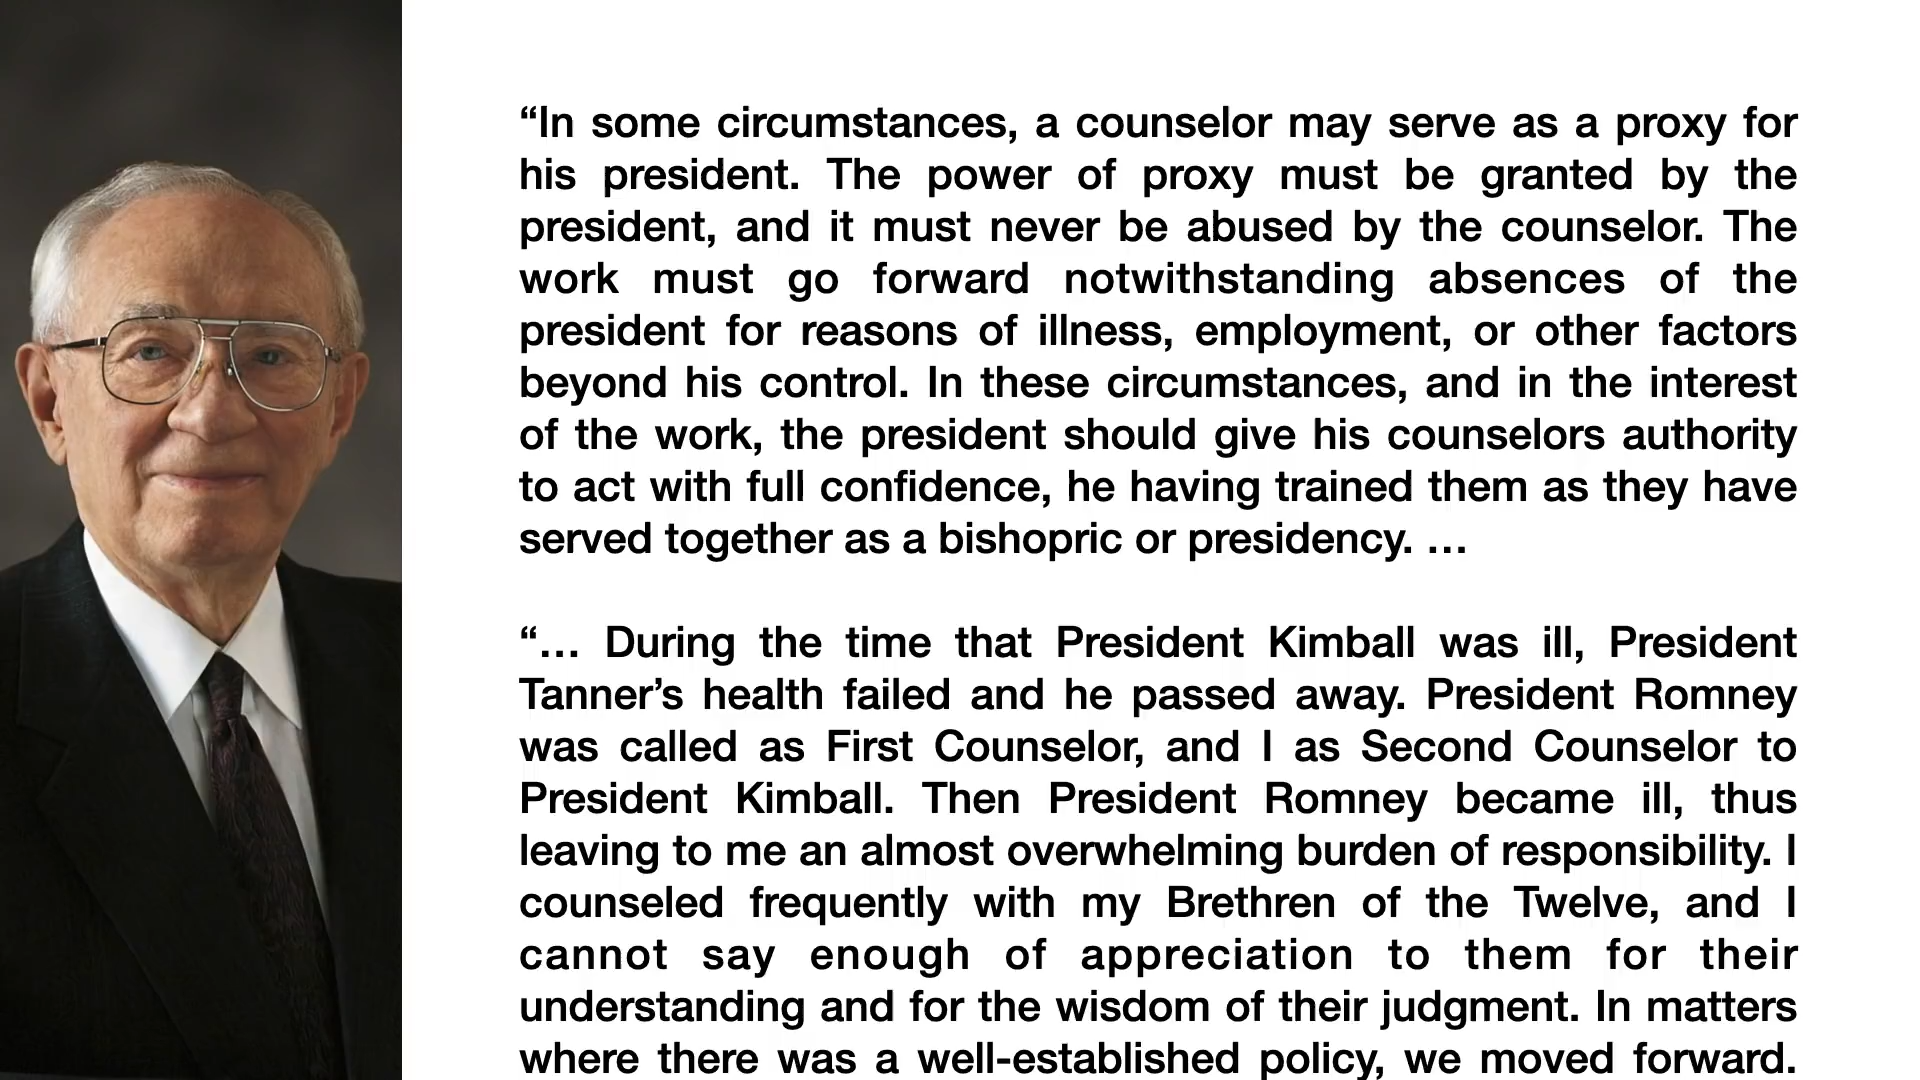 “In some circumstances, a counselor may serve as a proxy for
his president. The power of proxy must be granted by the
president, and it must never be abused by the counselor. The
work must go forward notwithstanding absences of the
president for reasons of illness, employment, or other factors
beyond his control. In these circumstances, and in the interest
of the work, the president should give his counselors authority
to act with full confidence, he having trained them as they have
served together as a bishopric or presidency. …
“… During the time that President Kimball was ill, President
Tanner’s health failed and he passed away. President Romney
was called as First Counselor, and I as Second Counselor to
President Kimball. Then President Romney became ill, thus
leaving to me an almost overwhelming burden of responsibility. I
counseled frequently with my Brethren of the Twelve, and I
cannot say enough of appreciation to them for their
understanding and for the wisdom of their judgment. In matters
where there was a well-established policy, we moved forward.